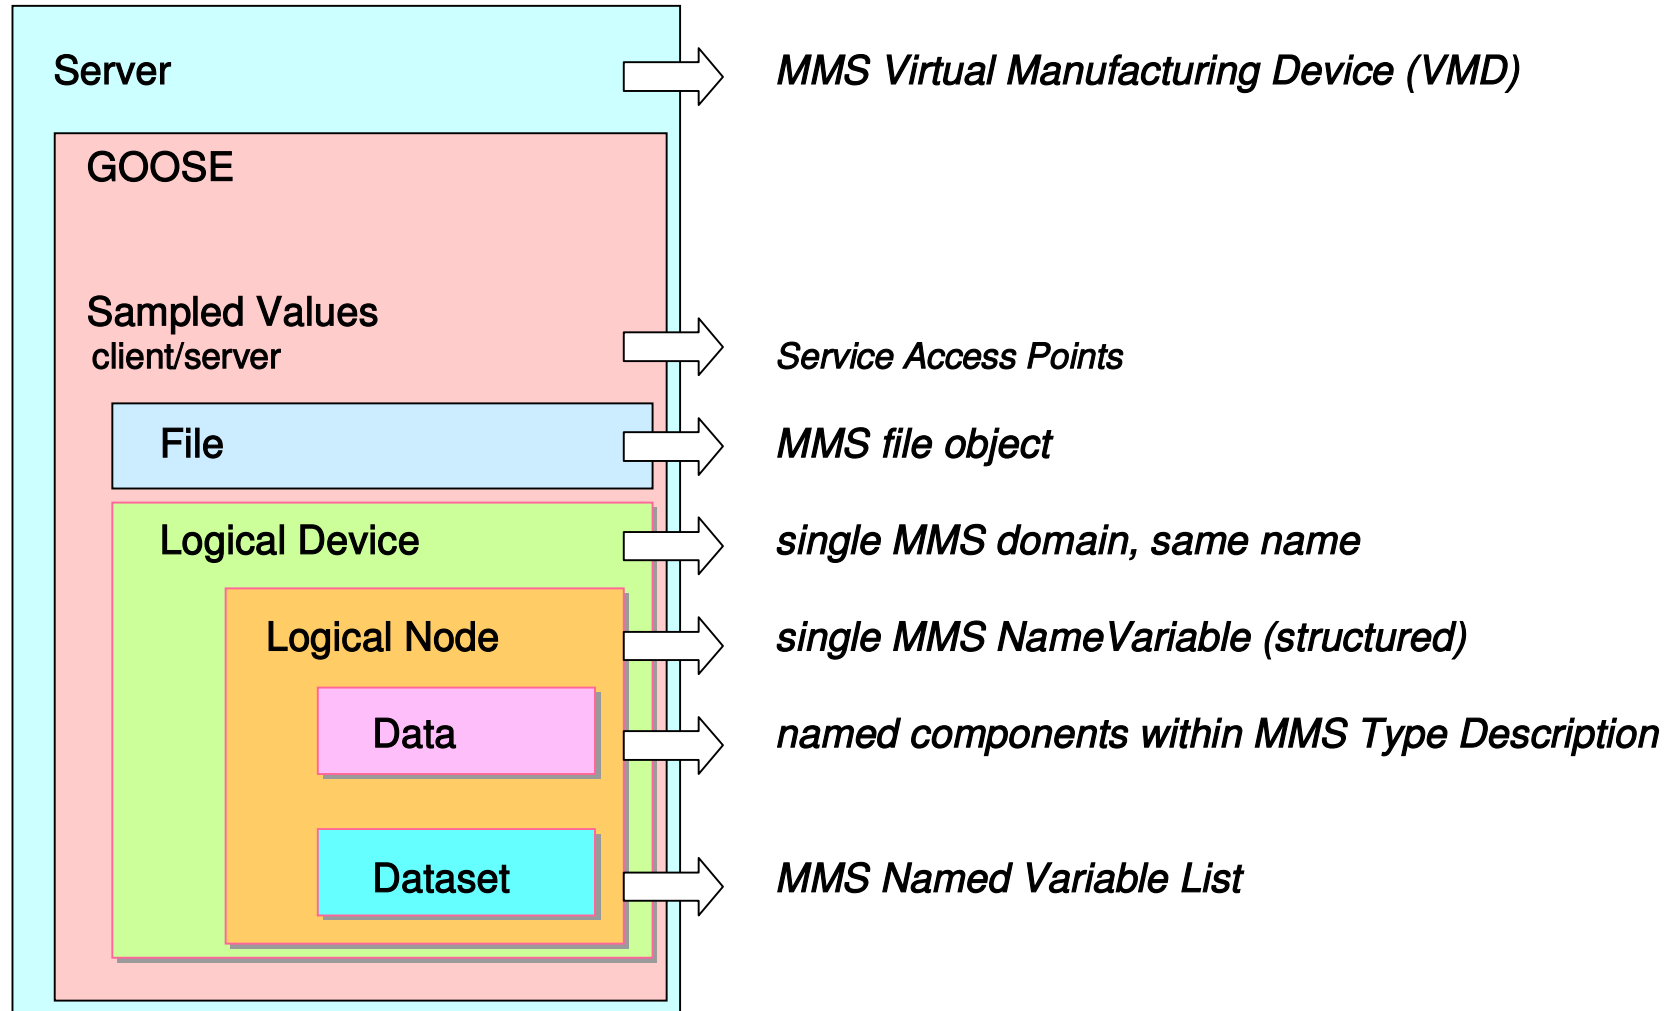 Server
MMS Virtual Manufacturing Device (VMD)
GOOSE
Sampled Values
client/server
Service Access Points
File
MMS file object
Logical Device
single MMS domain, same name
Logical Node
single MMS NameVariable (structured)
Data
named components within MMS Type Description
Dataset
MMS Named Variable List